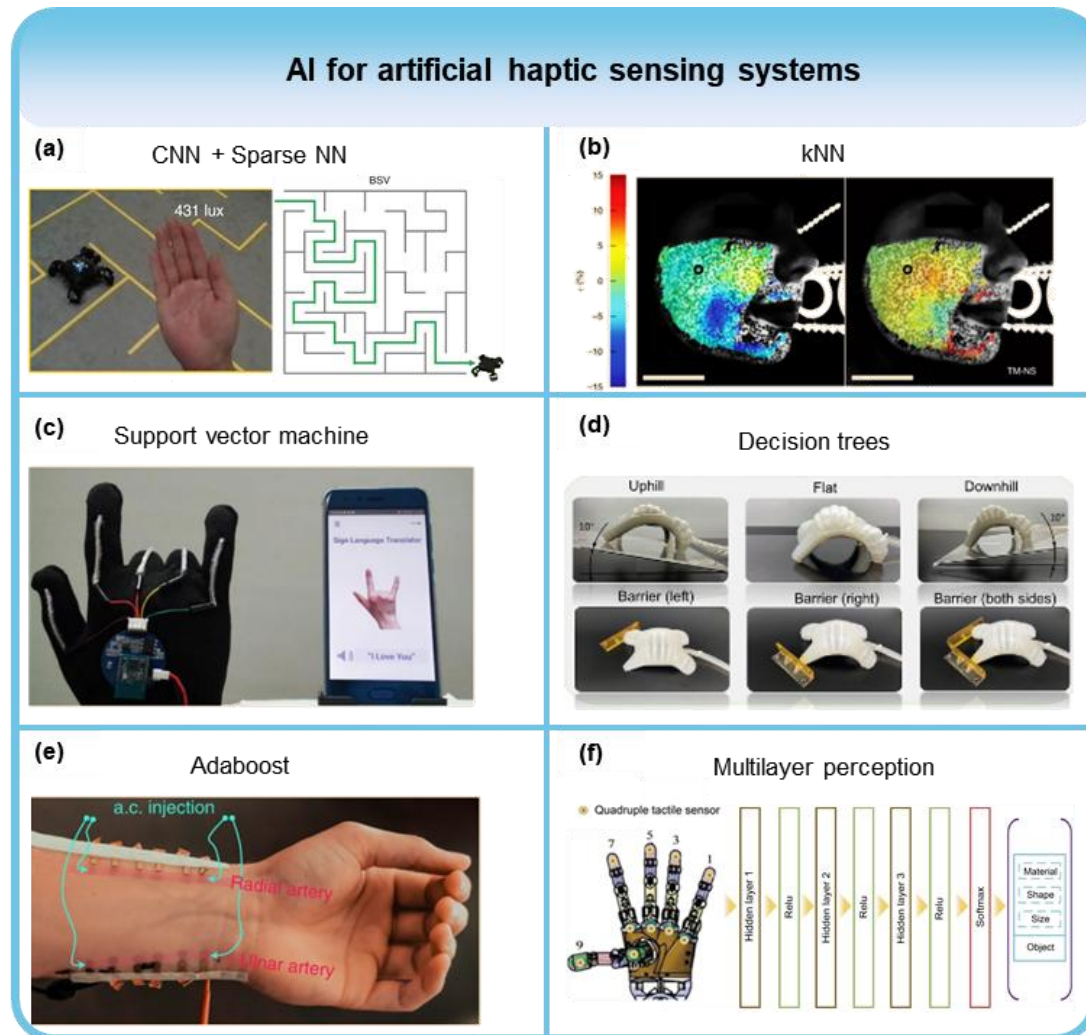 AI for artificial haptic sensing systems
(a)
CNN + Sparse NN
431 lux
BSV
(b)
kNN
15
10
5
0
−5
−10
−15
(%)
TM-NS
(c)
Support vector machine
Sign Language Translator
"I Love You"
(d)
Decision trees
Uphill
Flat
Downhill
10°
10°
Barrier (left)
Barrier (right)
Barrier (both sides)
(e)
Adaboost
a.c. injection
Radial artery
Ulnar artery
(f)
Multilayer perception
Quadruple tactile sensor
7
5
3
1
9
Hidden layer 1
Relu
Hidden layer 2
Relu
Hidden layer 3
Relu
Softmax
Material
Shape
Size
Object